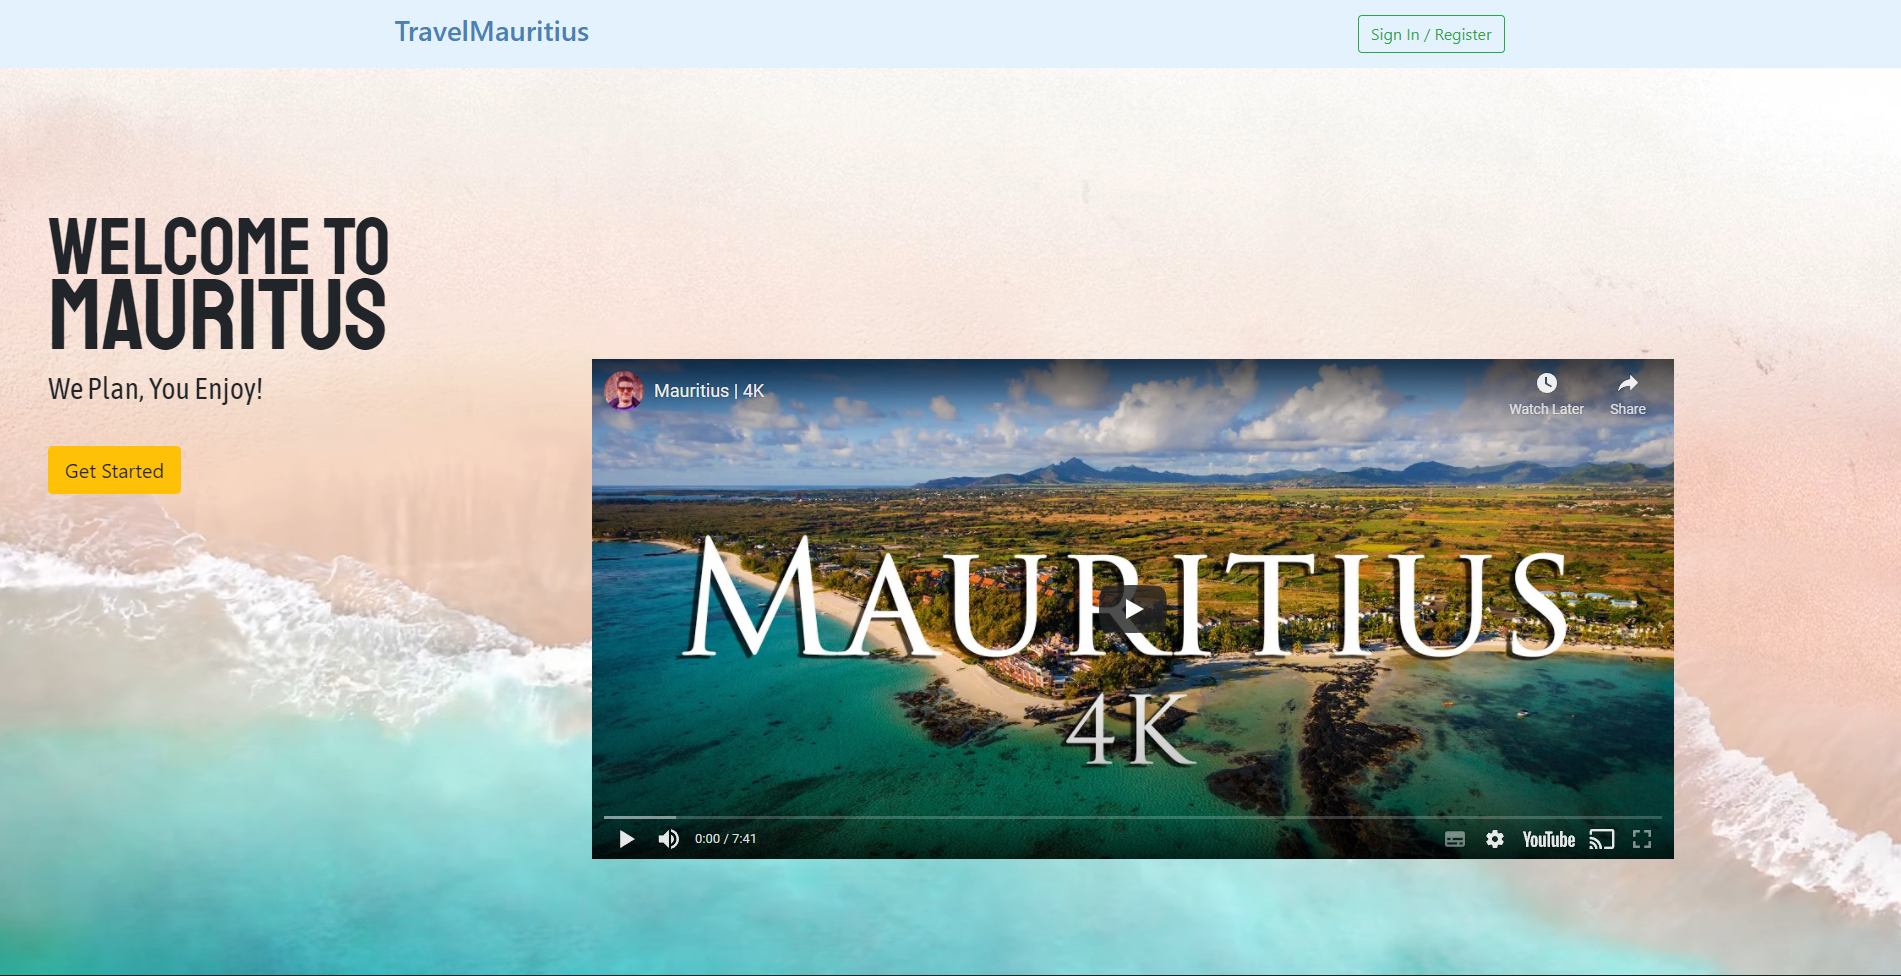 TravelMauritius
Sign In / Register
WELCOME TO
MAURITUS
We Plan, You Enjoy!
Get Started
Mauritius | 4K
Watch Later
Share
MAURITIUS
4K
0:00 / 7:41
YouTube